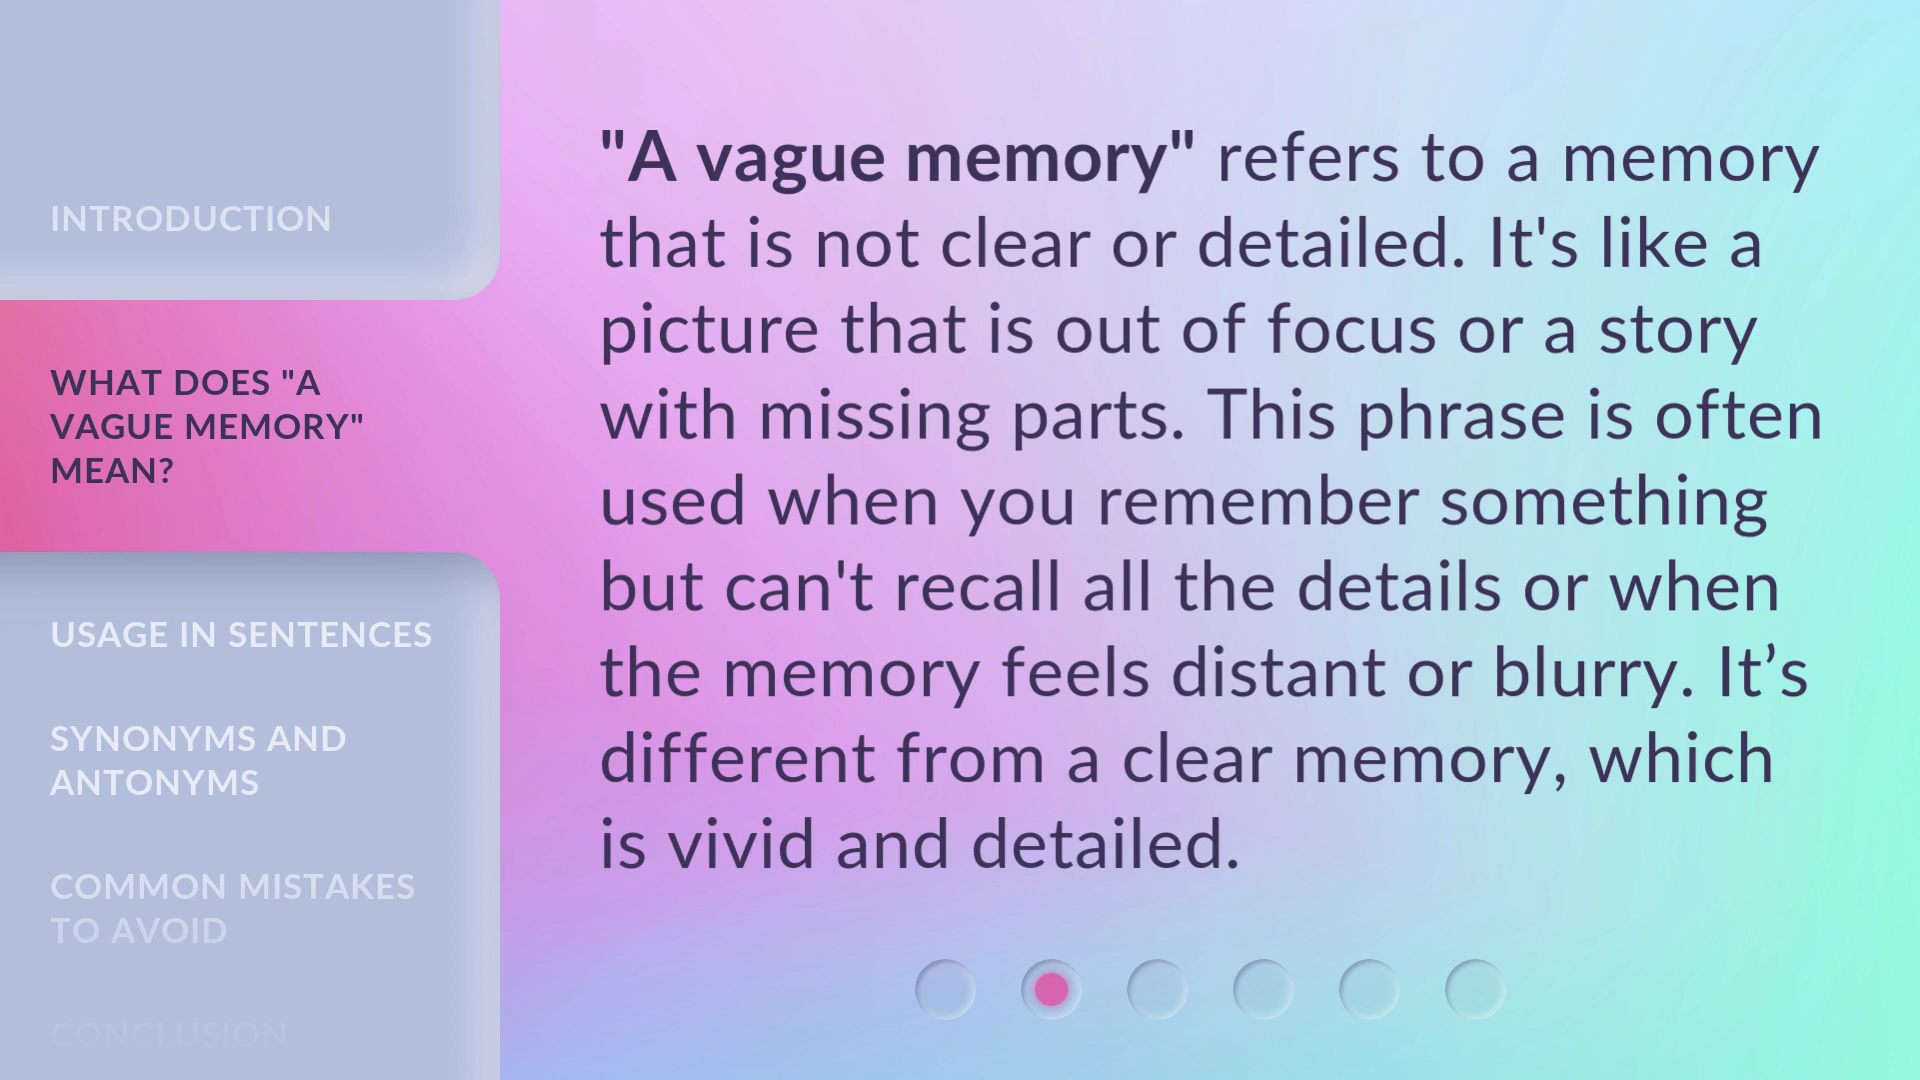 INTRODUCTION
WHAT DOES "A
VAGUE MEMORY"
MEAN?
USAGE IN SENTENCES
SYNONYMS AND
ANTONYMS
COMMON MISTAKES
TO AVOID
CONCLUSION
"A vague memory" refers to a memory
that is not clear or detailed. It's like a
picture that is out of focus or a story
with missing parts. This phrase is often
used when you remember something
but can't recall all the details or when
the memory feels distant or blurry. It’s
different from a clear memory, which
is vivid and detailed.